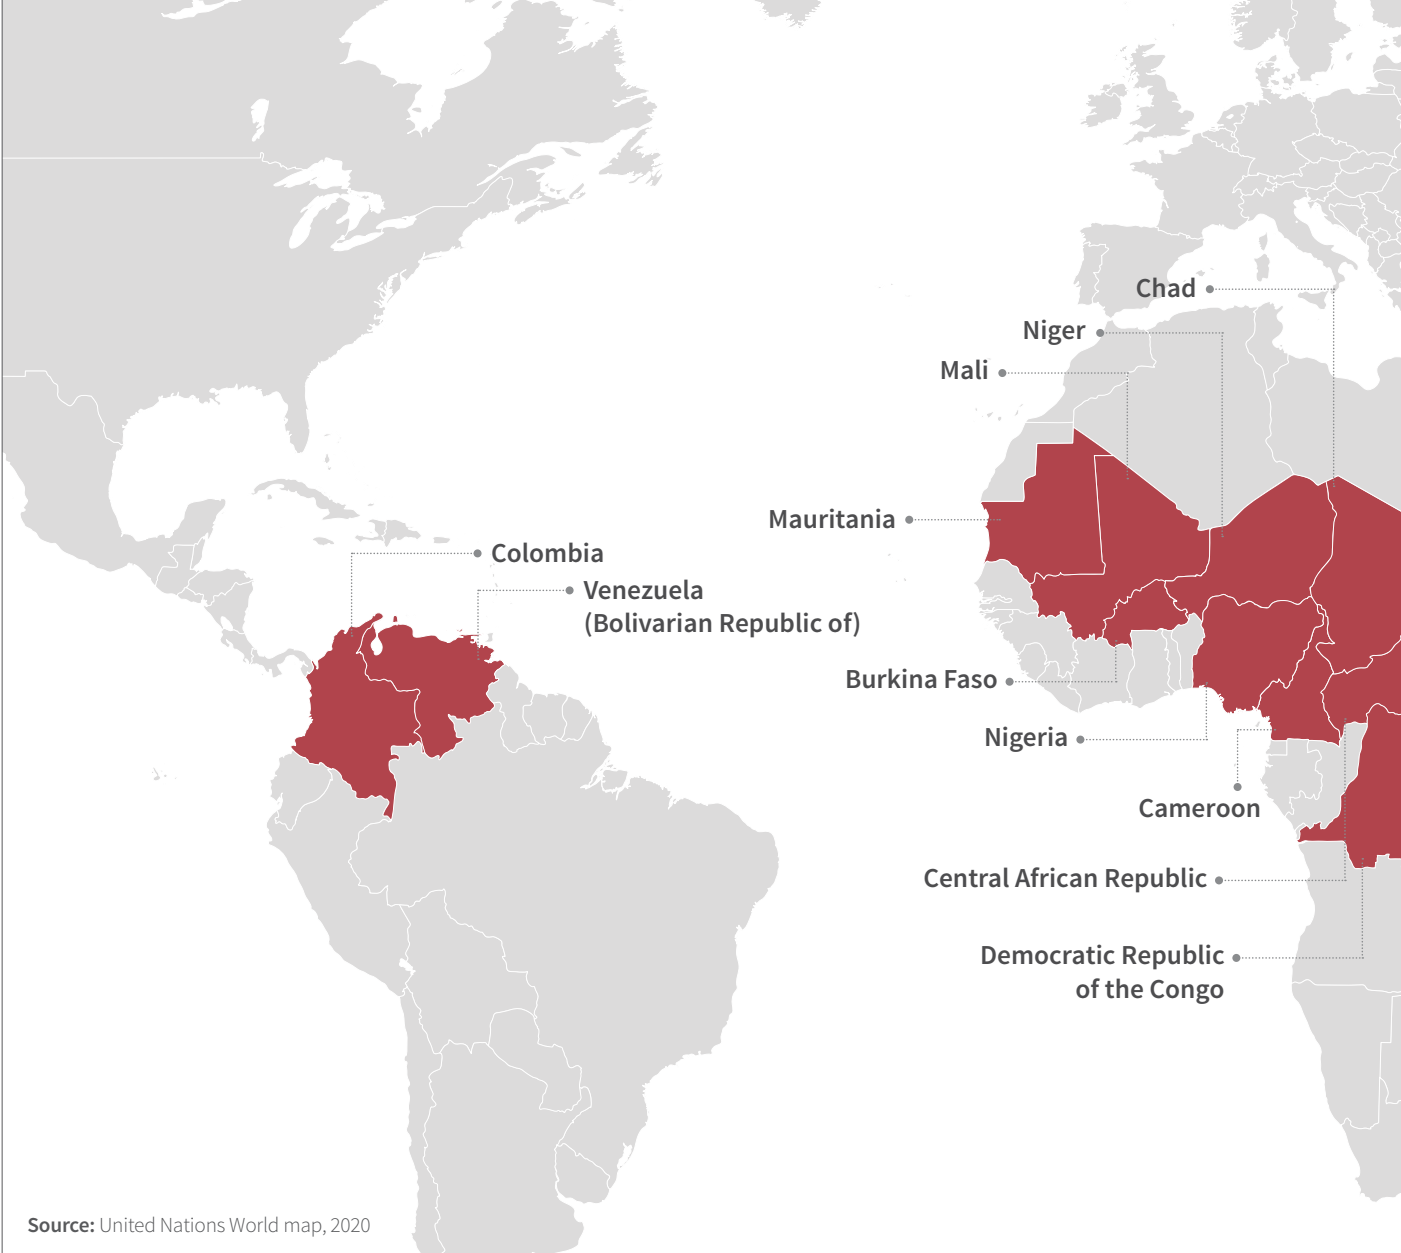 Chad
Niger
Mali
Mauritania
Colombia
Venezuela
(Bolivarian Republic of)
Burkina Faso
Nigeria
Cameroon
Central African Republic
Democratic Republic
of the Congo
Source: United Nations World map, 2020